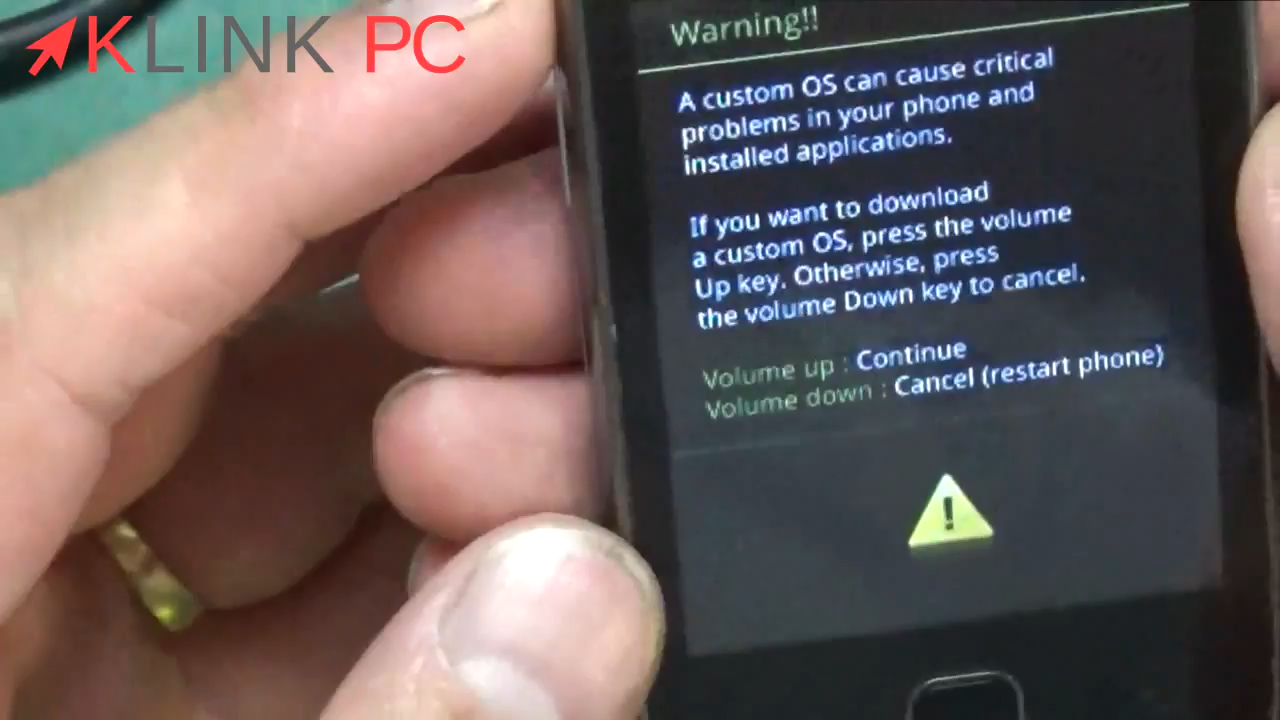 KLINK PC
Warning!!
A custom OS can cause critical
problems in your phone and
installed applications.
If you want to download
a custom OS, press the volume
Up key. Otherwise, press
the volume Down key to cancel.
Volume up : Continue
Volume down : Cancel (restart phone)
!